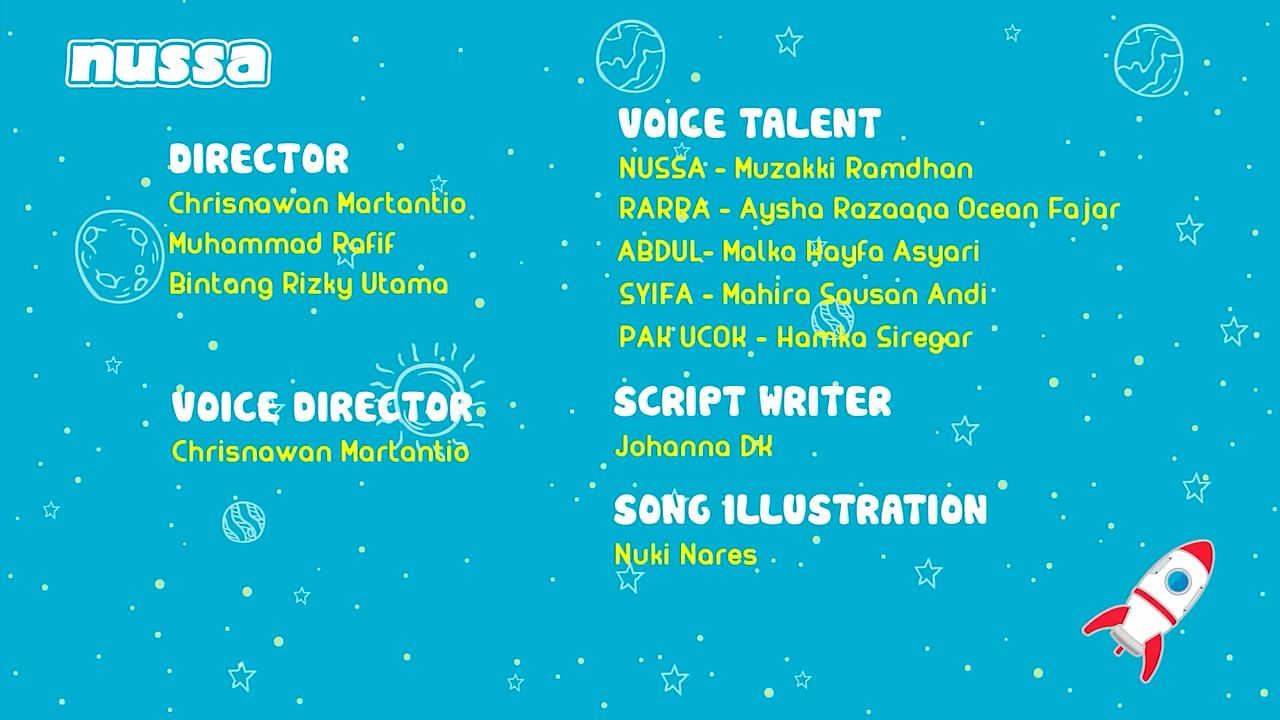 nussa
DIRECTOR
Chrisnawan Martantio
Muhammad Rafif
Bintang Rizky Utama
VOICE DIRECTOR
Chrisnawan Martantio
VOICE TALENT
NUSSA - Muzakki Ramdhan
RARRA - Aysha Razaana Ocean Fajar
ABDUL- Malka Hayfa Asyari
SYIFA - Mahira Sausan Andi
PAK UCOK - Hamka Siregar
SCRIPT WRITER
Johanna DK
SONG ILLUSTRATION
Nuki Nares